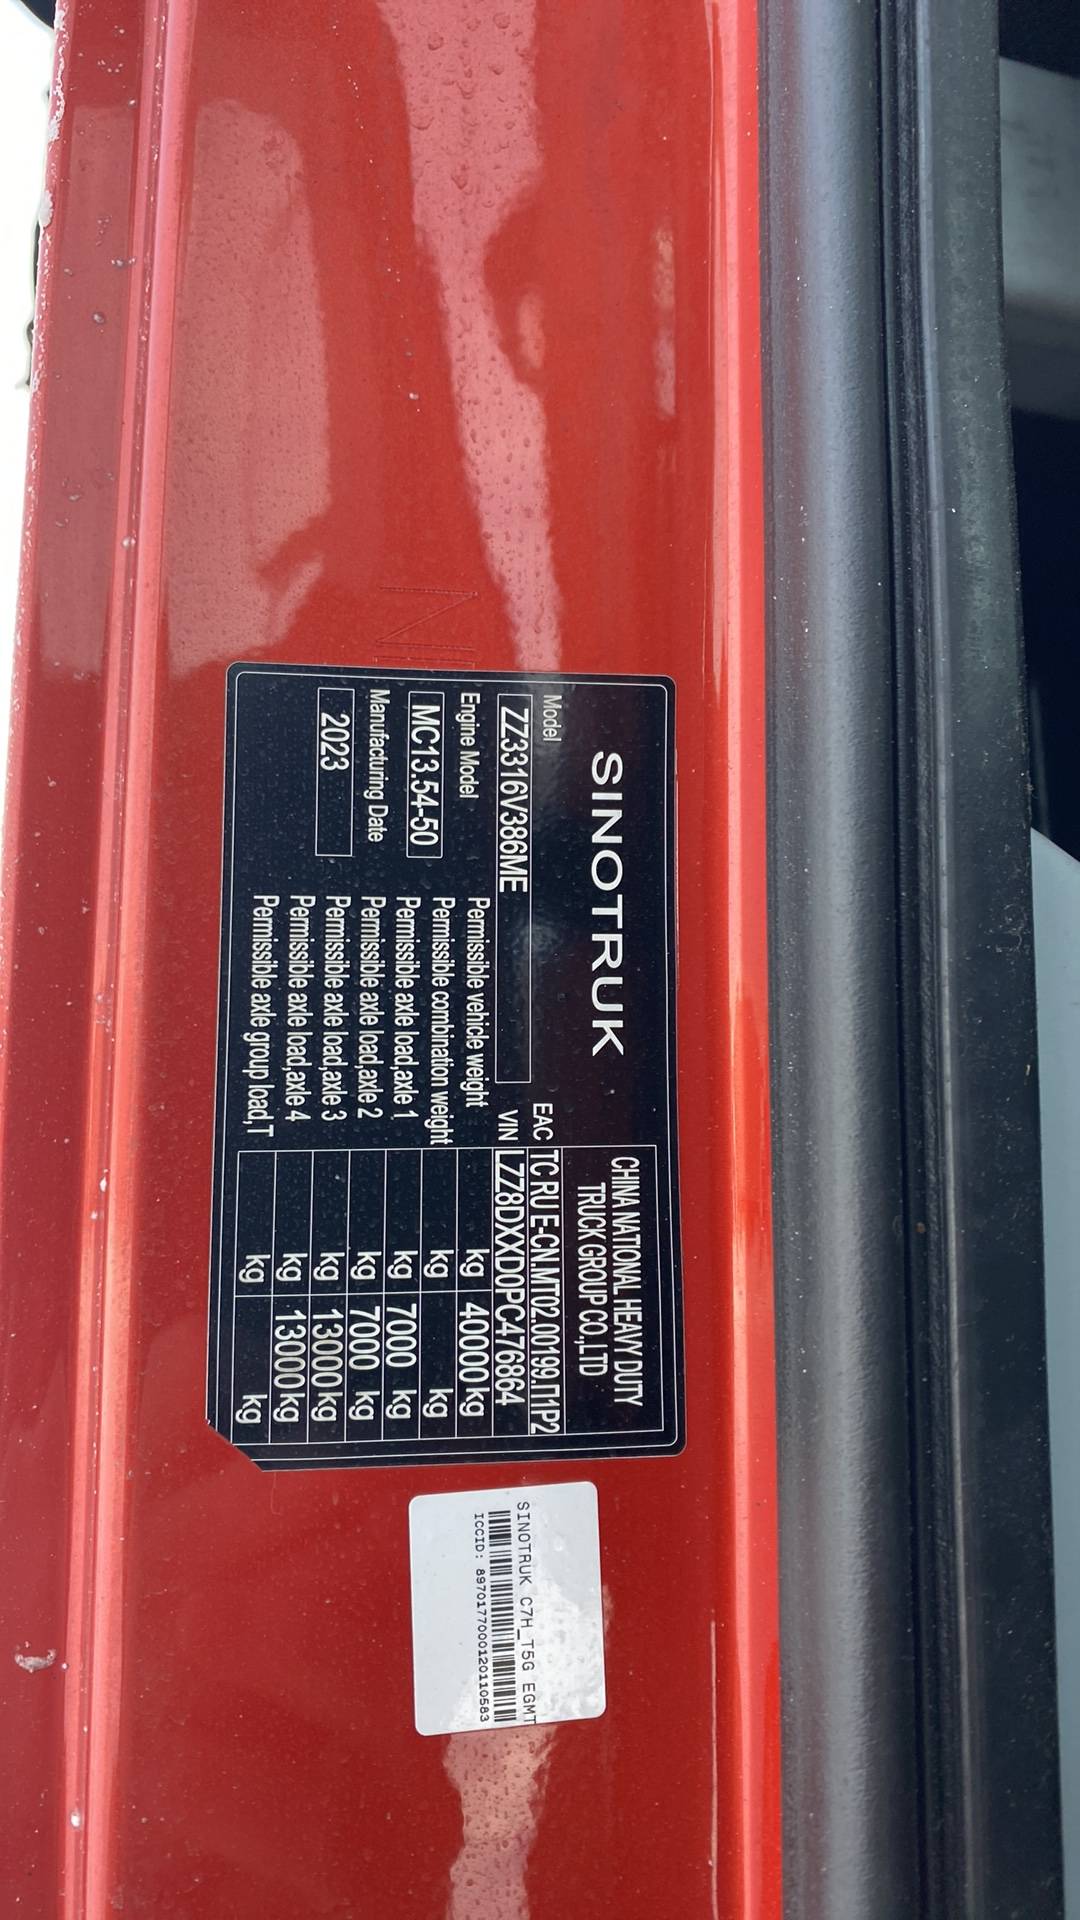 SINOTRUK
CHINA NATIONAL HEAVY DUTY
TRUCK GROUP CO.,LTD
Model
ZZ3316V386ME
EAC TC RU E-CN.MT02.00199.П1Р2
VIN LZZ8DXXD0PC476864
Engine Model
MC13.54-50
Manufacturing Date
2023
Permissible vehicle weight kg 40000 kg
Permissible combination weight kg kg
Permissible axle load,axle 1 kg 7000 kg
Permissible axle load,axle 2 kg 7000 kg
Permissible axle load,axle 3 kg 13000 kg
Permissible axle load,axle 4 kg 13000 kg
Permissible axle group load,T kg kg
SINOTRUK C7H_T5G EGMT
ICCID: 8970177000120110583